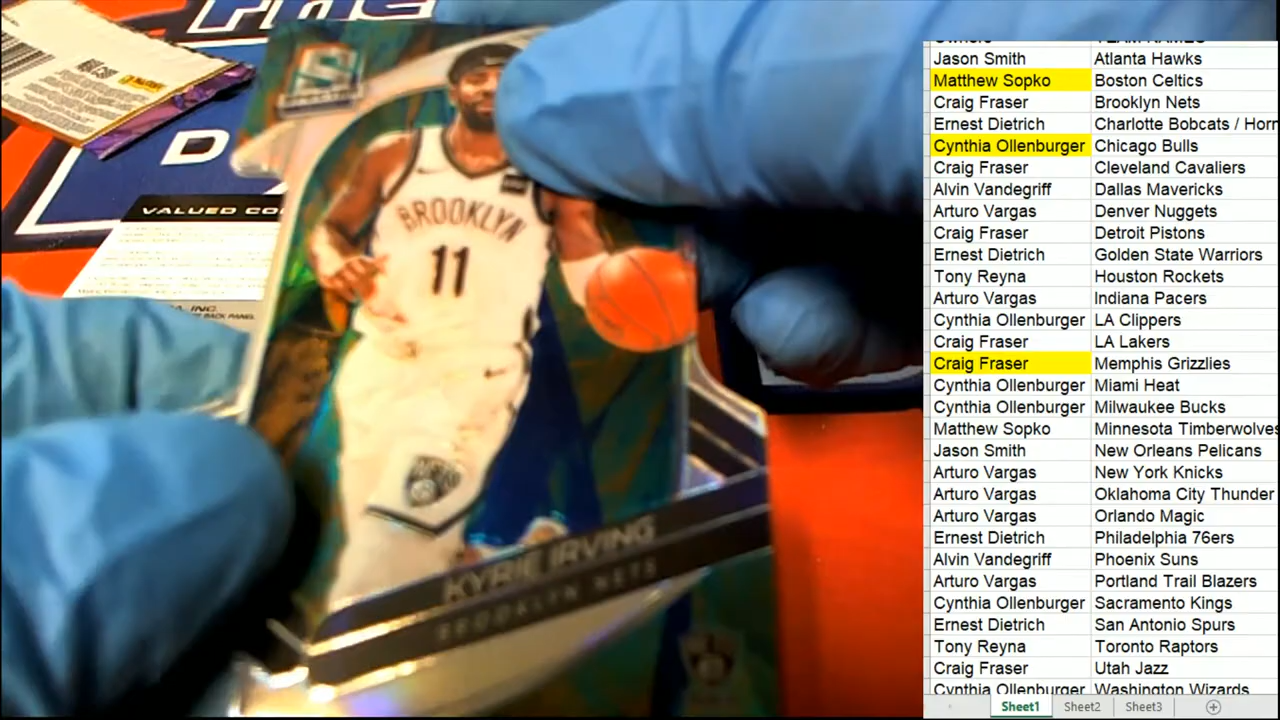 VALUED CO
INC.
BACK PANEL.
BROOKLYN
11
KYRIE IRVING
BROOKLYN NETS
Jason Smith Atlanta Hawks
Matthew Sopko Boston Celtics
Craig Fraser Brooklyn Nets
Ernest Dietrich Charlotte Bobcats / Horr
Cynthia Ollenburger Chicago Bulls
Craig Fraser Cleveland Cavaliers
Alvin Vandegriff Dallas Mavericks
Arturo Vargas Denver Nuggets
Craig Fraser Detroit Pistons
Ernest Dietrich Golden State Warriors
Tony Reyna Houston Rockets
Arturo Vargas Indiana Pacers
Cynthia Ollenburger LA Clippers
Craig Fraser LA Lakers
Craig Fraser Memphis Grizzlies
Cynthia Ollenburger Miami Heat
Cynthia Ollenburger Milwaukee Bucks
Matthew Sopko Minnesota Timberwolves
Jason Smith New Orleans Pelicans
Arturo Vargas New York Knicks
Arturo Vargas Oklahoma City Thunder
Arturo Vargas Orlando Magic
Ernest Dietrich Philadelphia 76ers
Alvin Vandegriff Phoenix Suns
Arturo Vargas Portland Trail Blazers
Cynthia Ollenburger Sacramento Kings
Ernest Dietrich San Antonio Spurs
Tony Reyna Toronto Raptors
Craig Fraser Utah Jazz
Cynthia Ollenburger Washington Wizards
Sheet1 Sheet2 Sheet3